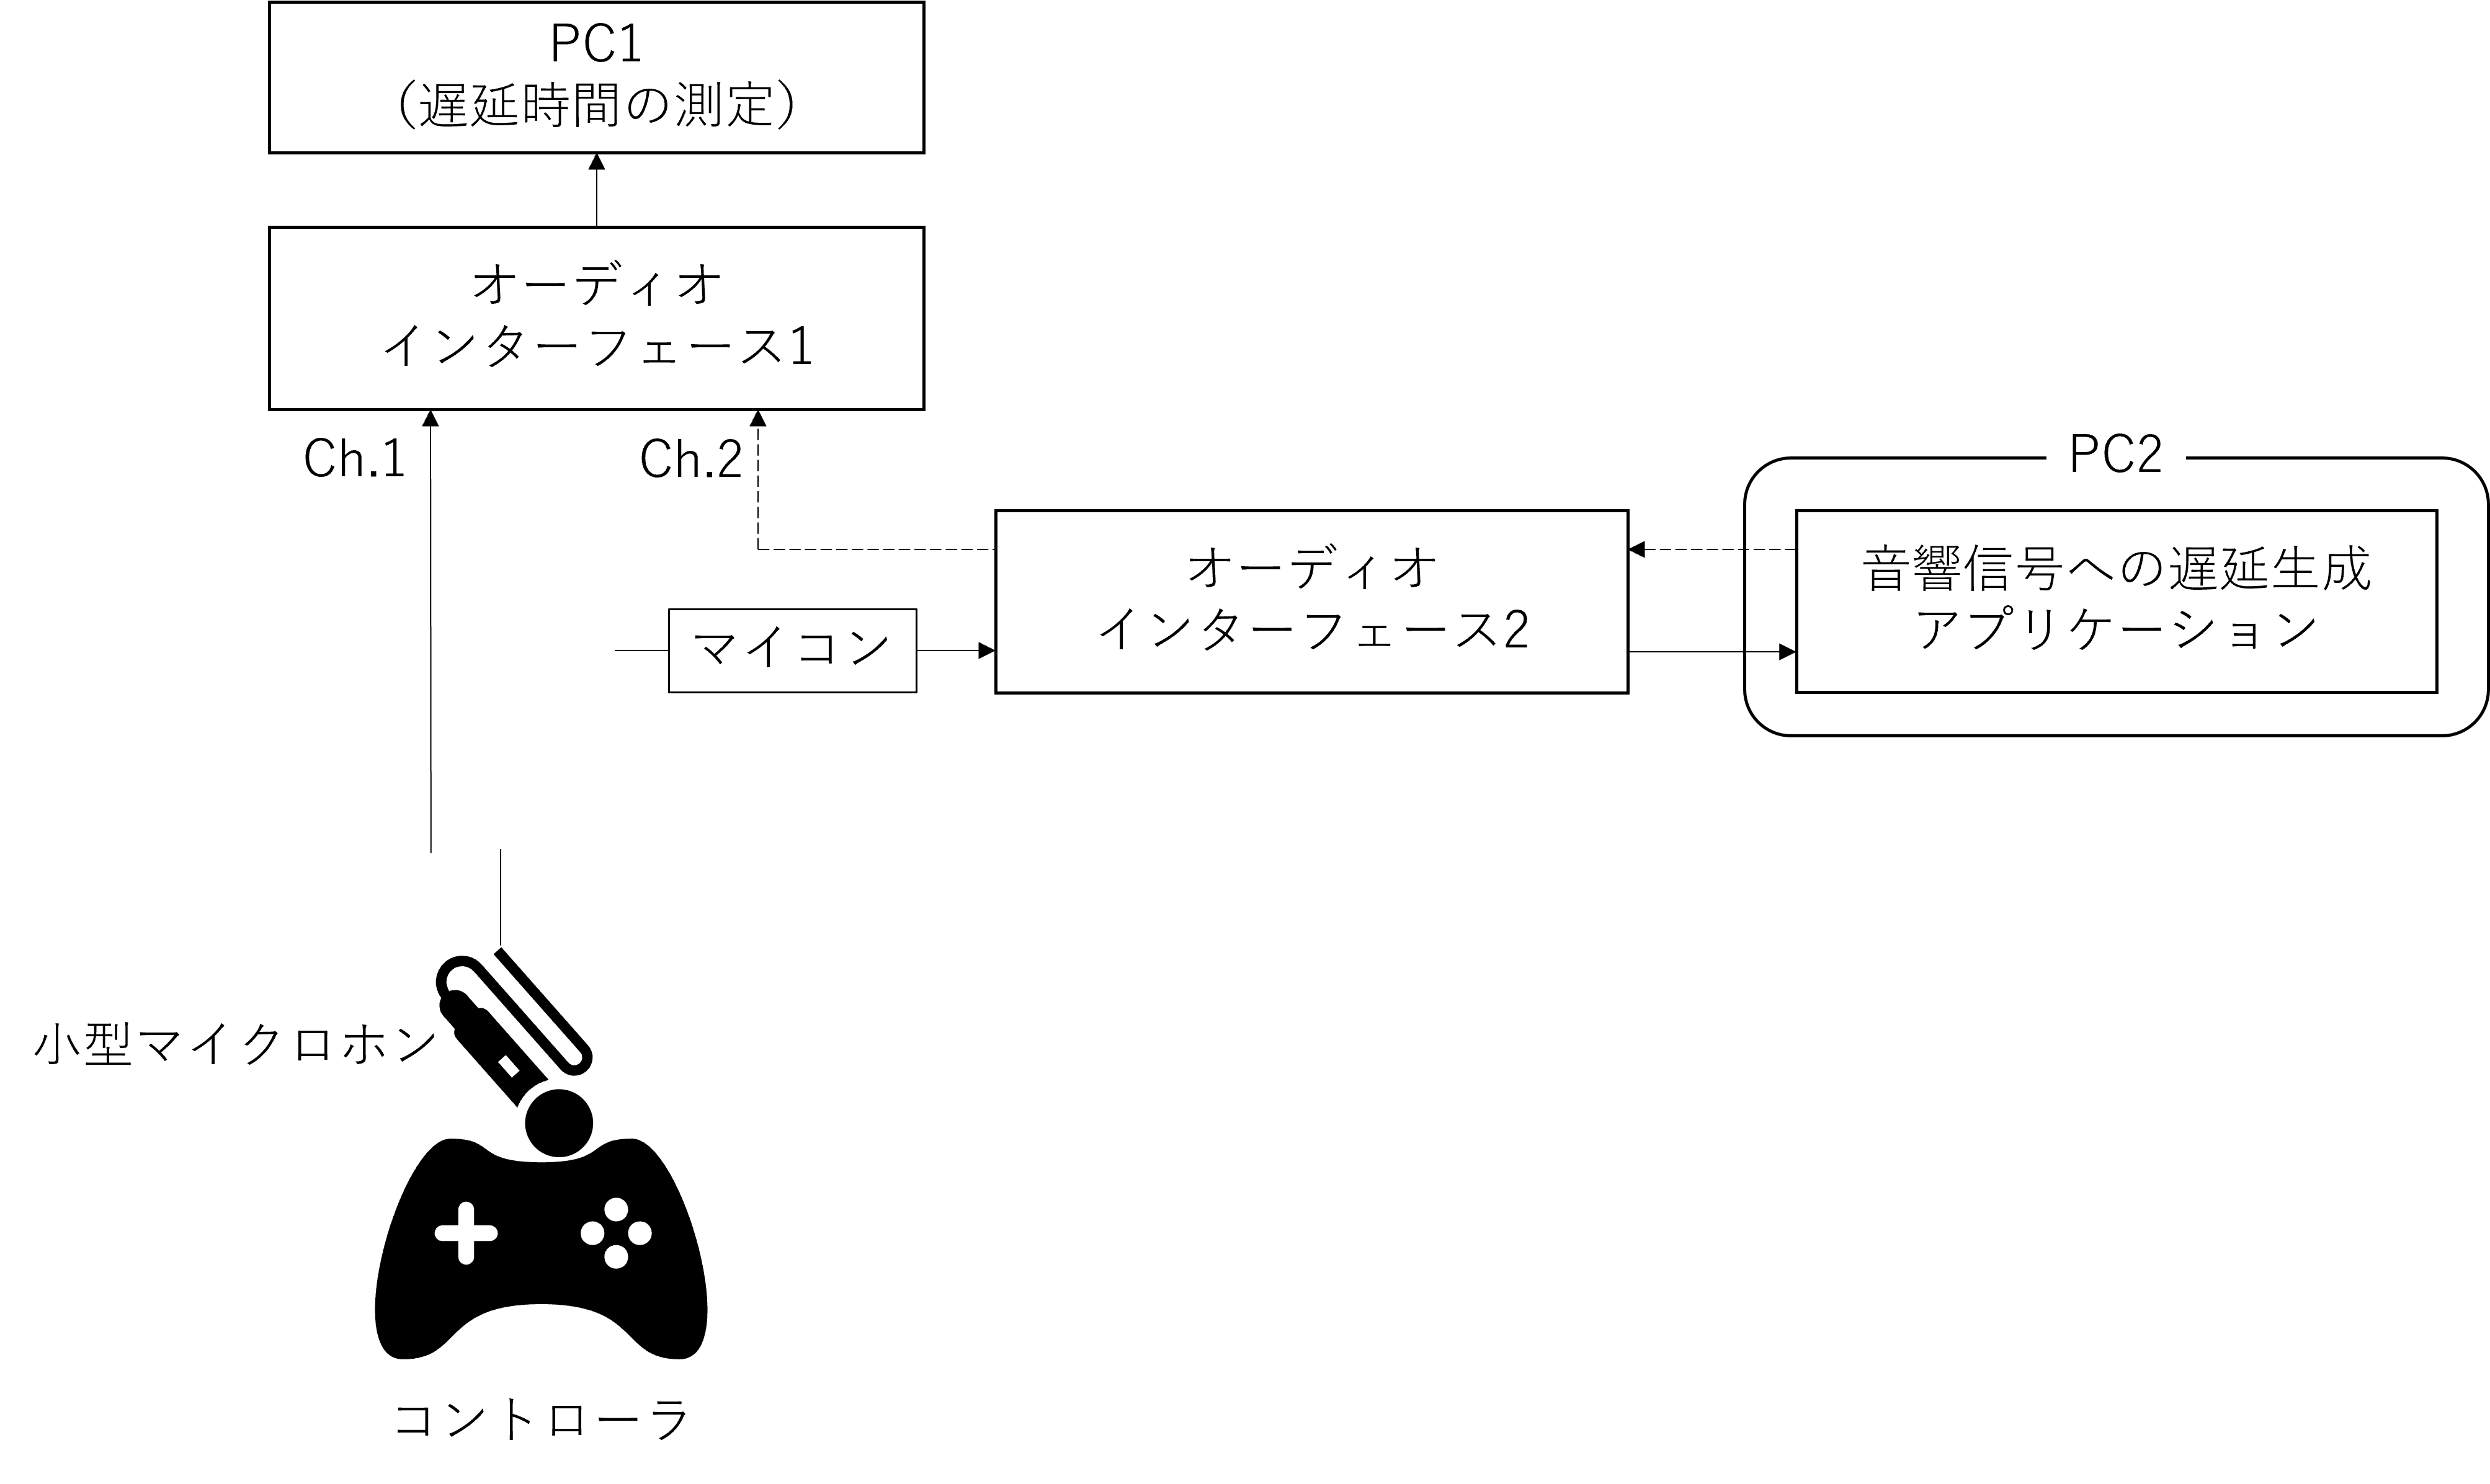 PC1
（遅延時間の測定）
オーディオ
インターフェース1
Ch.1
Ch.2
PC2
オーディオ
インターフェース2
音響信号への遅延生成
アプリケーション
マイコン
小型マイクロホン
コントローラ